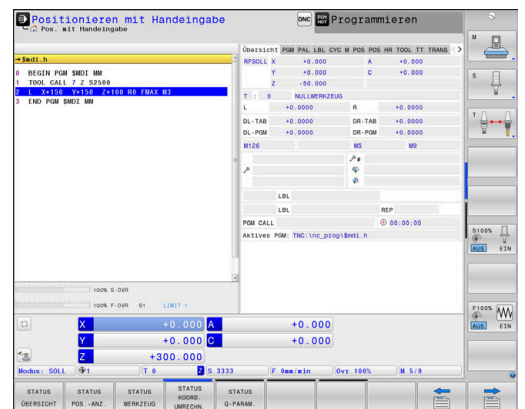 Positionieren mit Handeingabe
Pos. mit Handeingabe
DNC
Programmieren
→$mdi.h
0 BEGIN PGM $MDI MM
1 TOOL CALL 7 Z S2500
2 L X+150 Y+150 Z+100 R0 FMAX M3
3 END PGM $MDI MM
Übersicht PGM PAL LBL CYC M POS POS HR TOOL TT TRANS
RFSOLL X +0.000 A +0.000
Y +0.000 C +0.000
Z -50.000
T : 0 NULLWERKZEUG
L +0.0000 R +0.0000
DL-TAB +0.0000 DR-TAB +0.0000
DL-PGM +0.0000 DR-PGM +0.0000
M126 M5 M9
P
P#
LBL
LBL REP
PGM CALL 00:00:00
Aktives PGM: TNC:\nc_prog\$mdi.h
100% S-OVR
100% F-OVR S1 LIMIT 1
X +0.000 A +0.000
Y +0.000 C +0.000
Z +300.000
Modus: SOLL 1 T 0 Z S 3333 F 0mm/min Ovr 100% M 5/9
STATUS ÜBERSICHT
STATUS POS.-ANZ.
STATUS WERKZEUG
STATUS KOORD. UMRECHN.
STATUS Q-PARAM.
M
S
T
S100%
AUS EIN
F100%
AUS EIN